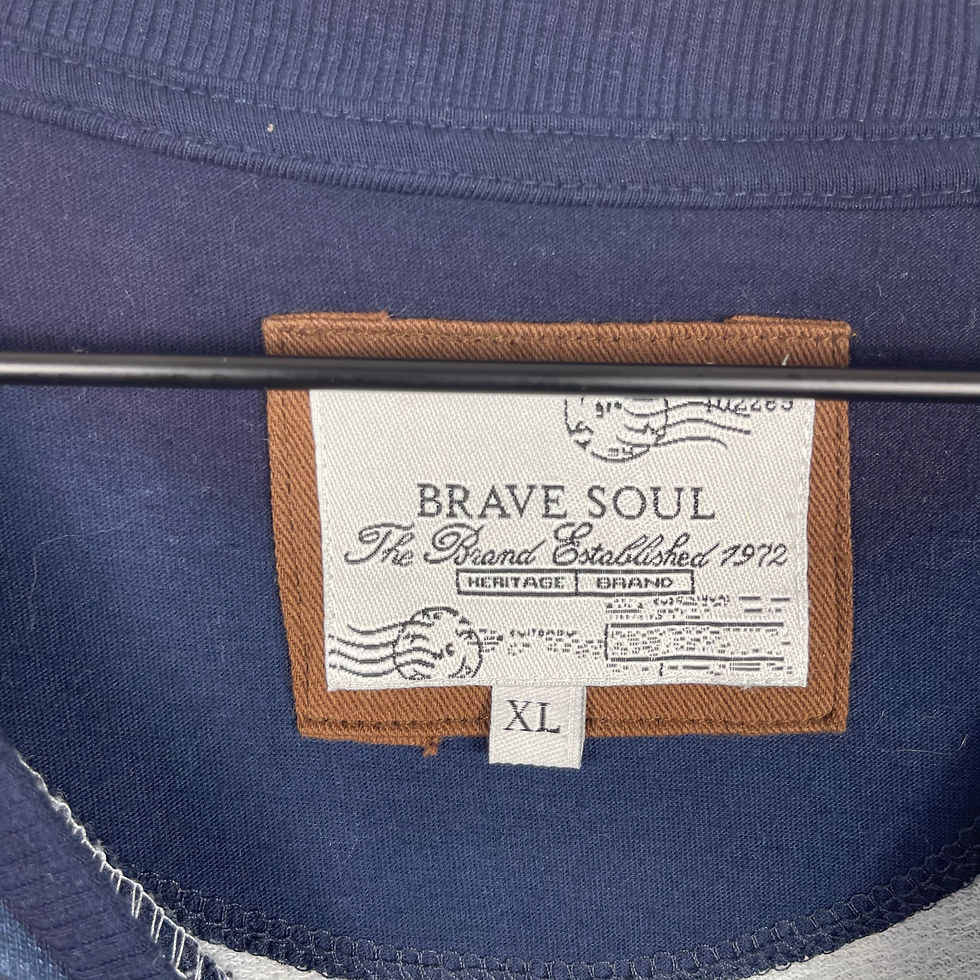 BRAVE SOUL
The Brand Established 1972
HERITAGE BRAND
XL